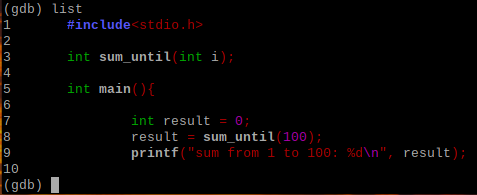 (gdb) list
1       #include<stdio.h>
2
3       int sum_until(int i);
4
5       int main(){
6
7               int result = 0;
8               result = sum_until(100);
9               printf("sum from 1 to 100: %d\n", result);
10
(gdb)